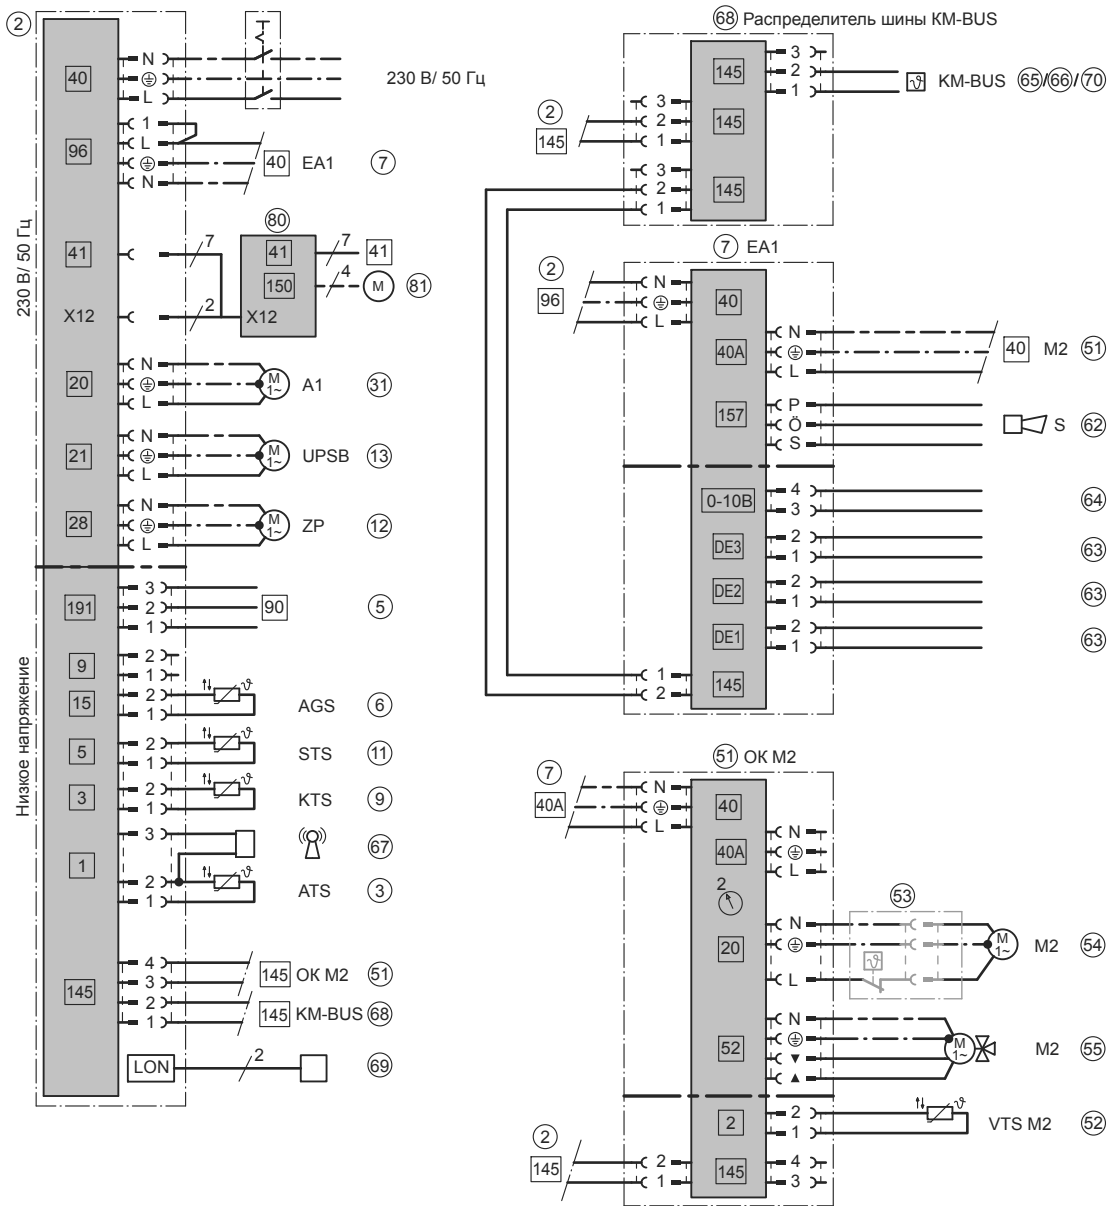 2
230 В/ 50 Гц
Низкое напряжение
40
N
L
230 В/ 50 Гц
96
1
L
N
40 EA1 7
80
41
7
41
7
41
150
4
M
81
X12
2
X12
20
N
L
M
1~
A1 31
21
N
L
M
1~
UPSB 13
28
N
L
M
1~
ZP 12
191
3
2
1
90
5
9
2
1
15
2
1
ϑ
AGS 6
5
2
1
ϑ
STS 11
3
2
1
ϑ
KTS 9
1
3
67
2
1
ϑ
ATS 3
145
4
3
145 ОК M2 51
2
1
145 KM-BUS 68
LON
2
69
68 Распределитель шины KM-BUS
145
3
2
1
ϑ
KM-BUS 65/66/70
2
145
3
2
1
145
3
2
1
145
7 EA1
2
96
N
L
40
40A
N
L
40 M2 51
157
P
Ö
S
S 62
0-10В
4
3
64
DE3
2
1
63
DE2
2
1
63
DE1
2
1
63
1
2
145
51 ОК M2
7
40A
N
L
40
40A
N
L
2
53
20
N
L
ϑ
M
1~
M2 54
52
N
▼
▲
M
1~
M2 55
2
2
1
ϑ
VTS M2 52
2
145
2
1
145
4
3